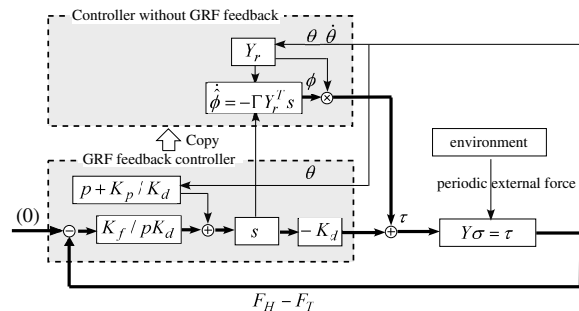 Controller without GRF feedback
Y_r
θ θ̇
φ̂̇ = −ΓY_r^T s
ϕ
Copy
GRF feedback controller
environment
p + K_p / K_d
θ
periodic external force
(0)
K_f / pK_d
s
− K_d
τ
Yσ = τ
F_H − F_T